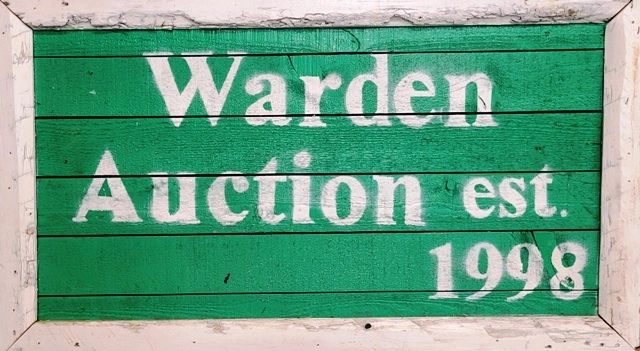 Warden
Auction est.
1998